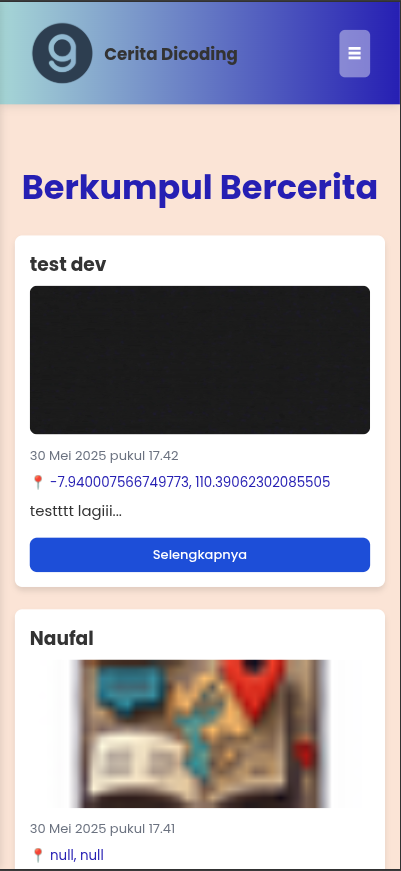 g Cerita Dicoding
Berkumpul Bercerita
test dev
30 Mei 2025 pukul 17.42
📍 -7.940007566749773, 110.39062302085505
testttt lagiii...
Selengkapnya
Naufal
30 Mei 2025 pukul 17.41
📍 null, null